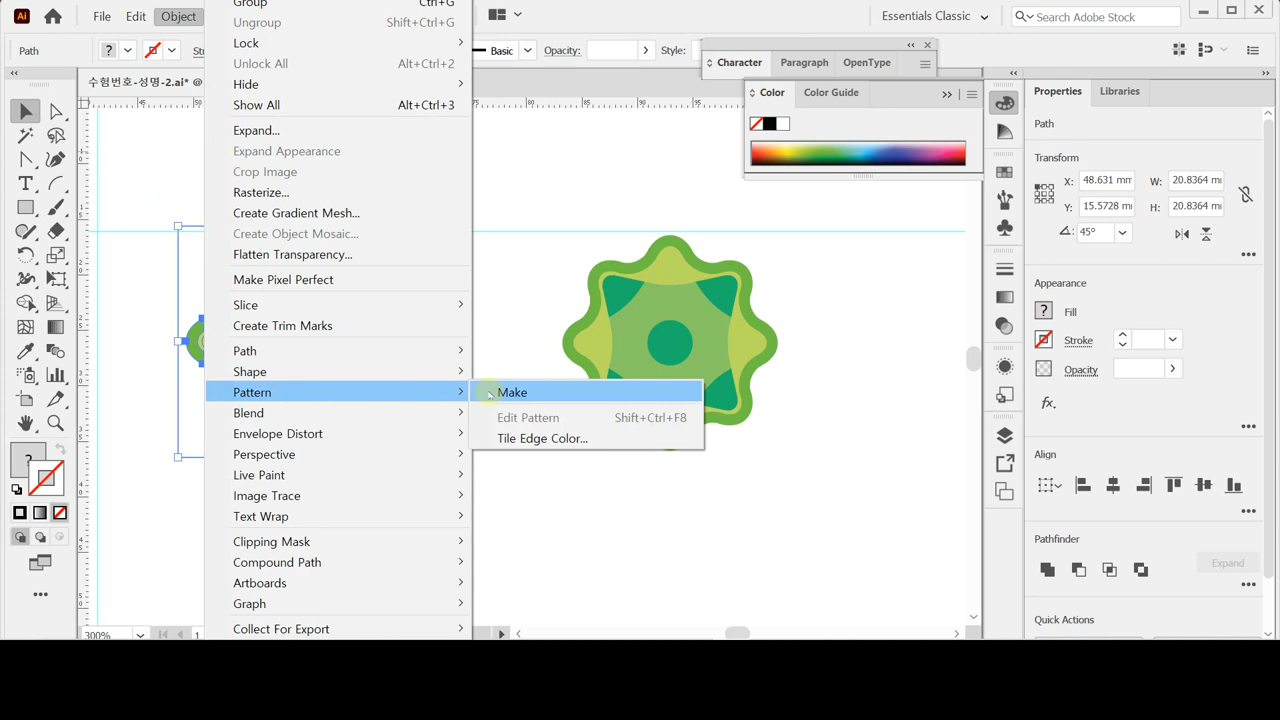 Ai
File
Edit
Object
Essentials Classic
Search Adobe Stock
Path
?
Basic
Opacity:
Style:
Character
Paragraph
OpenType
수험번호-성명-2.ai* @
Color
Color Guide
Properties
Libraries
Group Ctrl+G
Ungroup Shift+Ctrl+G
Lock
Unlock All Alt+Ctrl+2
Hide
Show All Alt+Ctrl+3
Expand...
Expand Appearance
Crop Image
Rasterize...
Create Gradient Mesh...
Create Object Mosaic...
Flatten Transparency...
Make Pixel Perfect
Slice
Create Trim Marks
Path
Shape
Pattern
Blend
Envelope Distort
Perspective
Live Paint
Image Trace
Text Wrap
Clipping Mask
Compound Path
Artboards
Graph
Collect For Export
Make
Edit Pattern Shift+Ctrl+F8
Tile Edge Color...
Path
Transform
X: 48.631 mm W: 20.8364 m
Y: 15.5728 m H: 20.8364 m
45°
Appearance
? Fill
Stroke
Opacity
fx.
Align
Pathfinder
Expand
Quick Actions
?
300%
1